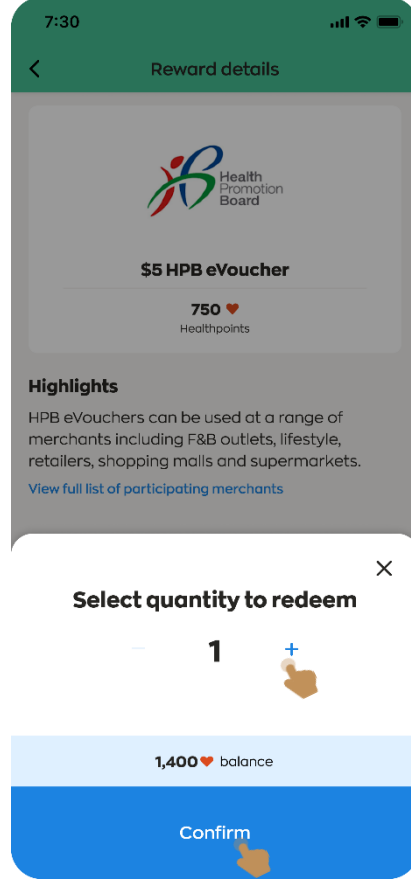 7:30
Reward details
Health
Promotion
Board
$5 HPB eVoucher
750
Healthpoints
Highlights
HPB eVouchers can be used at a range of
merchants including F&B outlets, lifestyle,
retailers, shopping malls and supermarkets.
View full list of participating merchants
Select quantity to redeem
− 1 +
1,400 balance
Confirm